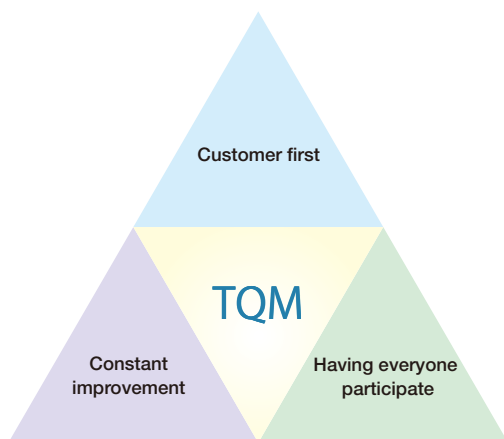 Customer first
TQM
Constant
improvement
Having everyone
participate